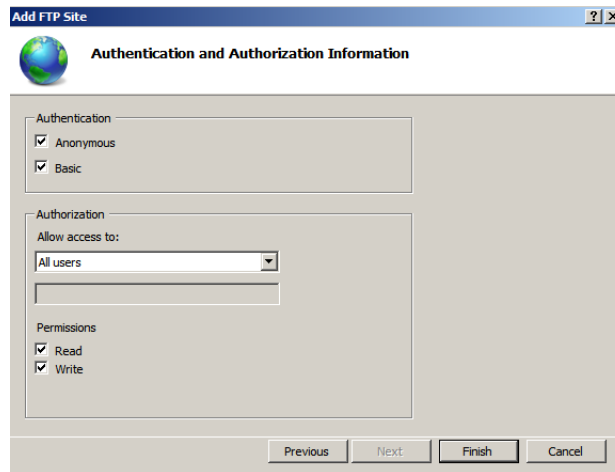 Add FTP Site
Authentication and Authorization Information
Authentication
Anonymous
Basic
Authorization
Allow access to:
All users
Permissions
Read
Write
Previous Next Finish Cancel